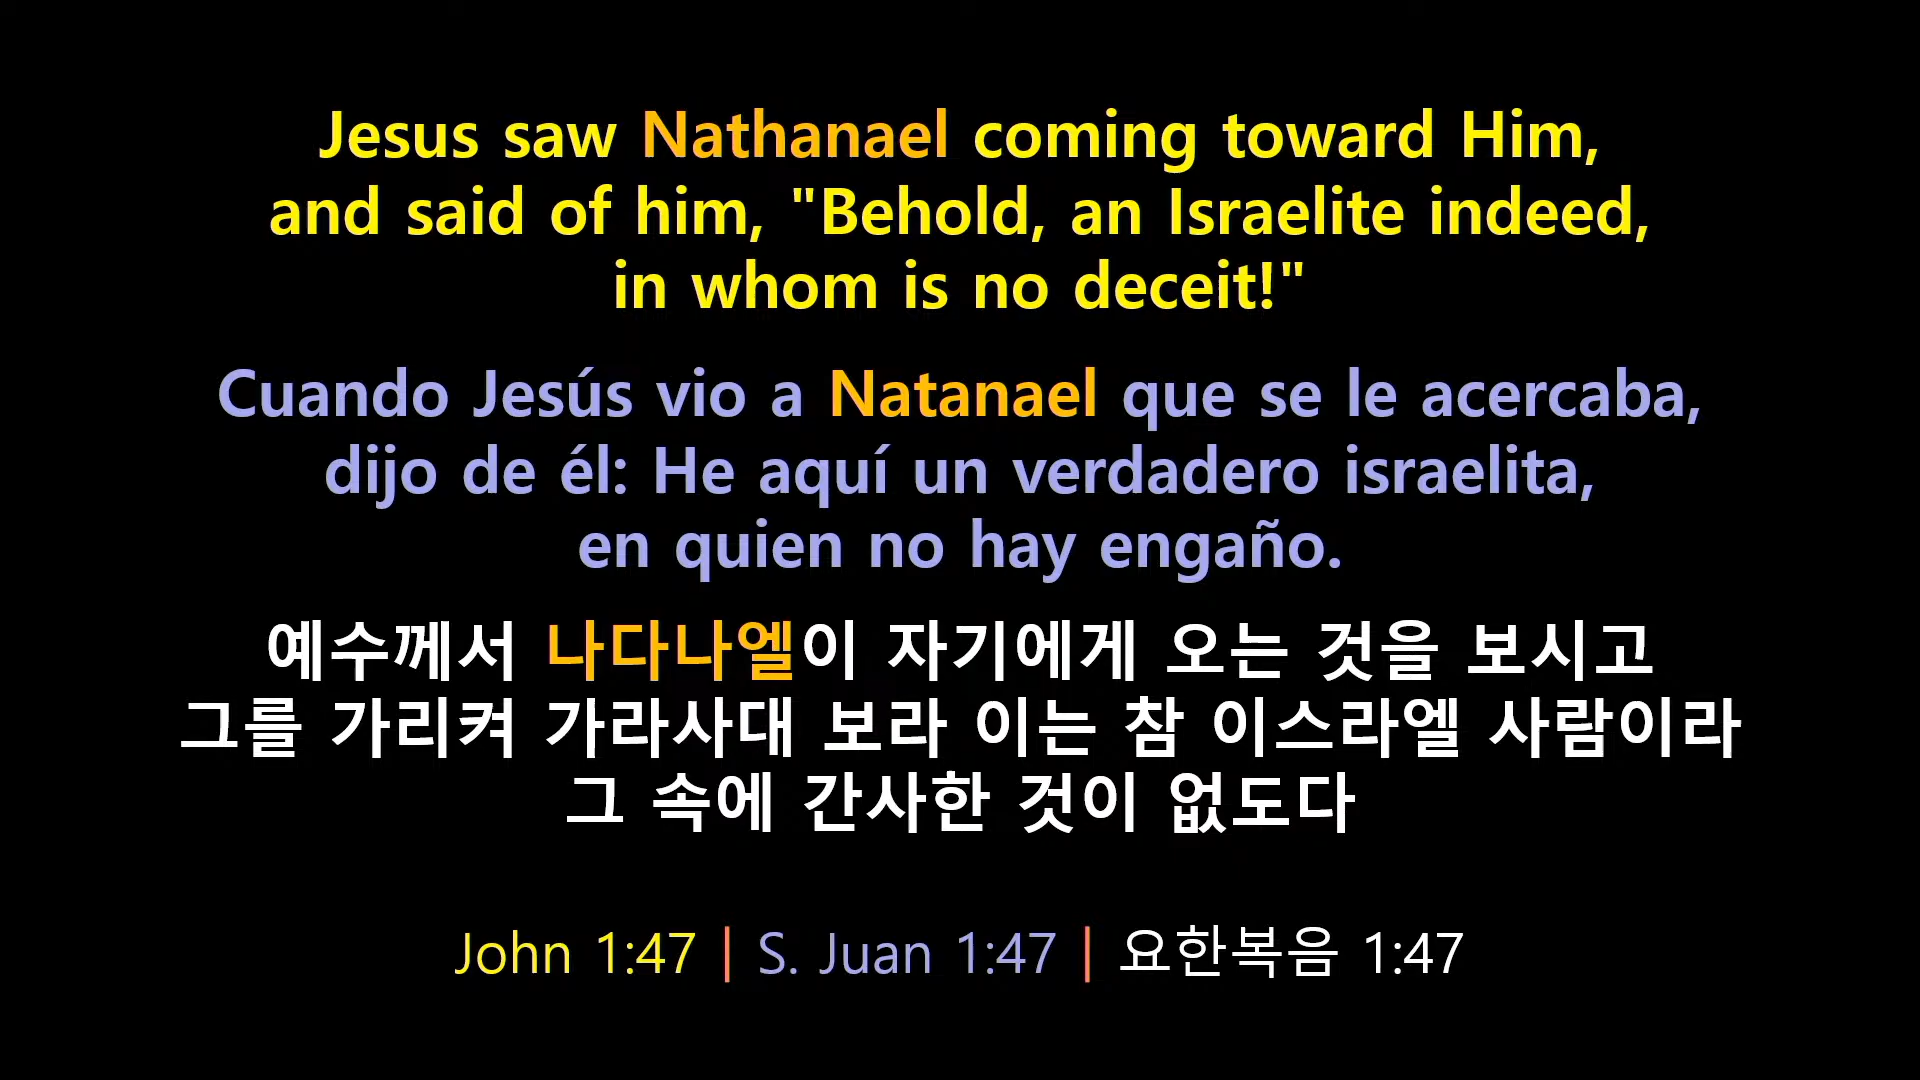 Jesus saw Nathanael coming toward Him,
and said of him, "Behold, an Israelite indeed,
in whom is no deceit!"
Cuando Jesús vio a Natanael que se le acercaba,
dijo de él: He aquí un verdadero israelita,
en quien no hay engaño.
예수께서 나다나엘이 자기에게 오는 것을 보시고
그를 가리켜 가라사대 보라 이는 참 이스라엘 사람이라
그 속에 간사한 것이 없도다
John 1:47 | S. Juan 1:47 | 요한복음 1:47